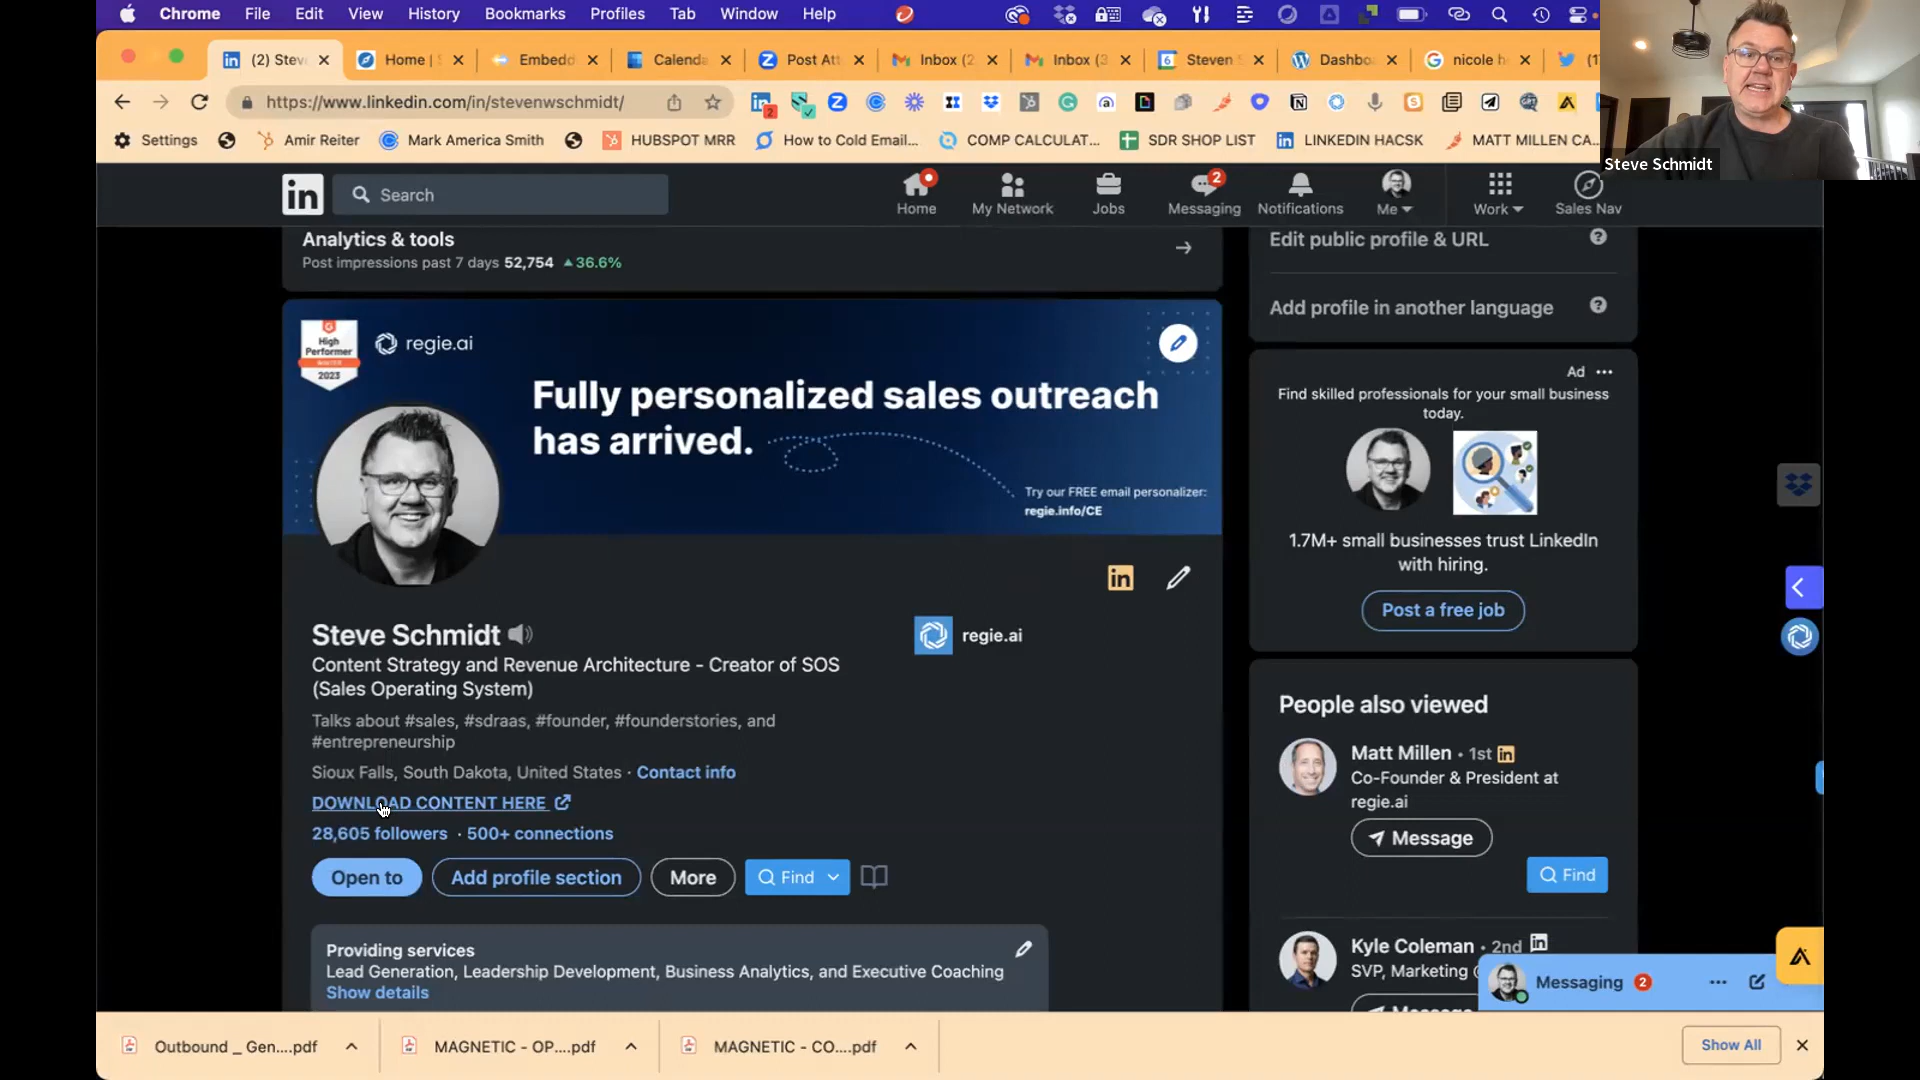 Chrome File Edit View History Bookmarks Profiles Tab Window Help
(2) Stev
Home |
Embedd
Calenda
Post Att
Inbox (2
Inbox (3
Steven
Dashbo
nicole h
https://www.linkedin.com/in/stevenwschmidt/
Settings
Amir Reiter
Mark America Smith
HUBSPOT MRR
How to Cold Email...
COMP CALCULAT...
SDR SHOP LIST
LINKEDIN HACSK
MATT MILLEN CA...
Steve Schmidt
in
Search
Home
My Network
Jobs
2
Messaging
Notifications
Me
Work
Sales Nav
Analytics & tools
Post impressions past 7 days 52,754 ▲36.6%
High
Performer
2023
regie.ai
Fully personalized sales outreach
has arrived.
Try our FREE email personalizer:
regie.info/CE
Steve Schmidt
Content Strategy and Revenue Architecture - Creator of SOS
(Sales Operating System)
Talks about #sales, #sdraas, #founder, #founderstories, and
#entrepreneurship
Sioux Falls, South Dakota, United States · Contact info
DOWNLOAD CONTENT HERE
28,605 followers · 500+ connections
Open to
Add profile section
More
Find
regie.ai
Providing services
Lead Generation, Leadership Development, Business Analytics, and Executive Coaching
Show details
Edit public profile & URL
Add profile in another language
Ad ...
Find skilled professionals for your small business
today.
1.7M+ small businesses trust LinkedIn
with hiring.
Post a free job
People also viewed
Matt Millen · 1st in
Co-Founder & President at
regie.ai
Message
Find
Kyle Coleman · 2nd in
SVP, Marketing
Messaging 2
Outbound _ Gen....pdf
MAGNETIC - OP....pdf
MAGNETIC - CO....pdf
Show All